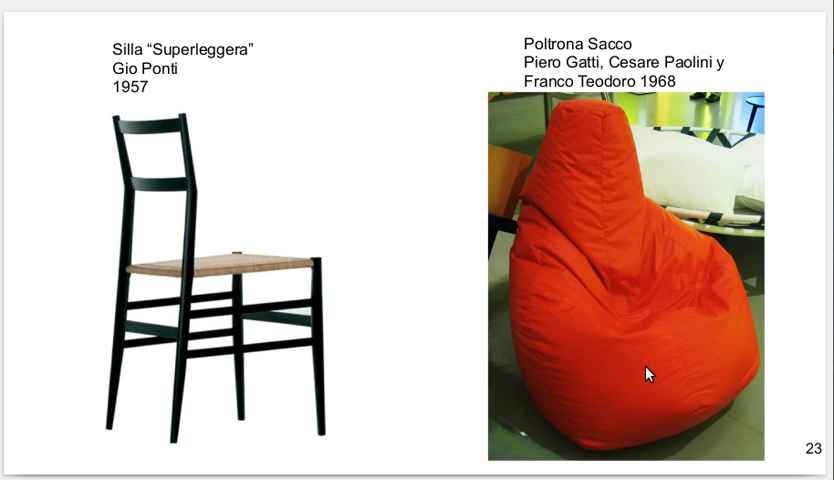 Silla “Superleggera”
Gio Ponti
1957
Poltrona Sacco
Piero Gatti, Cesare Paolini y
Franco Teodoro 1968
23